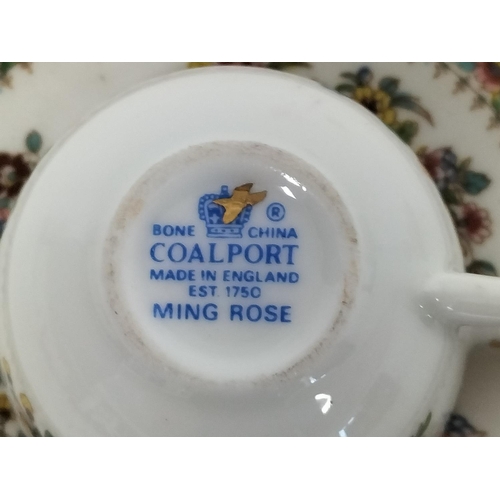 ®
BONE CHINA
COALPORT
MADE IN ENGLAND
EST. 1750
MING ROSE